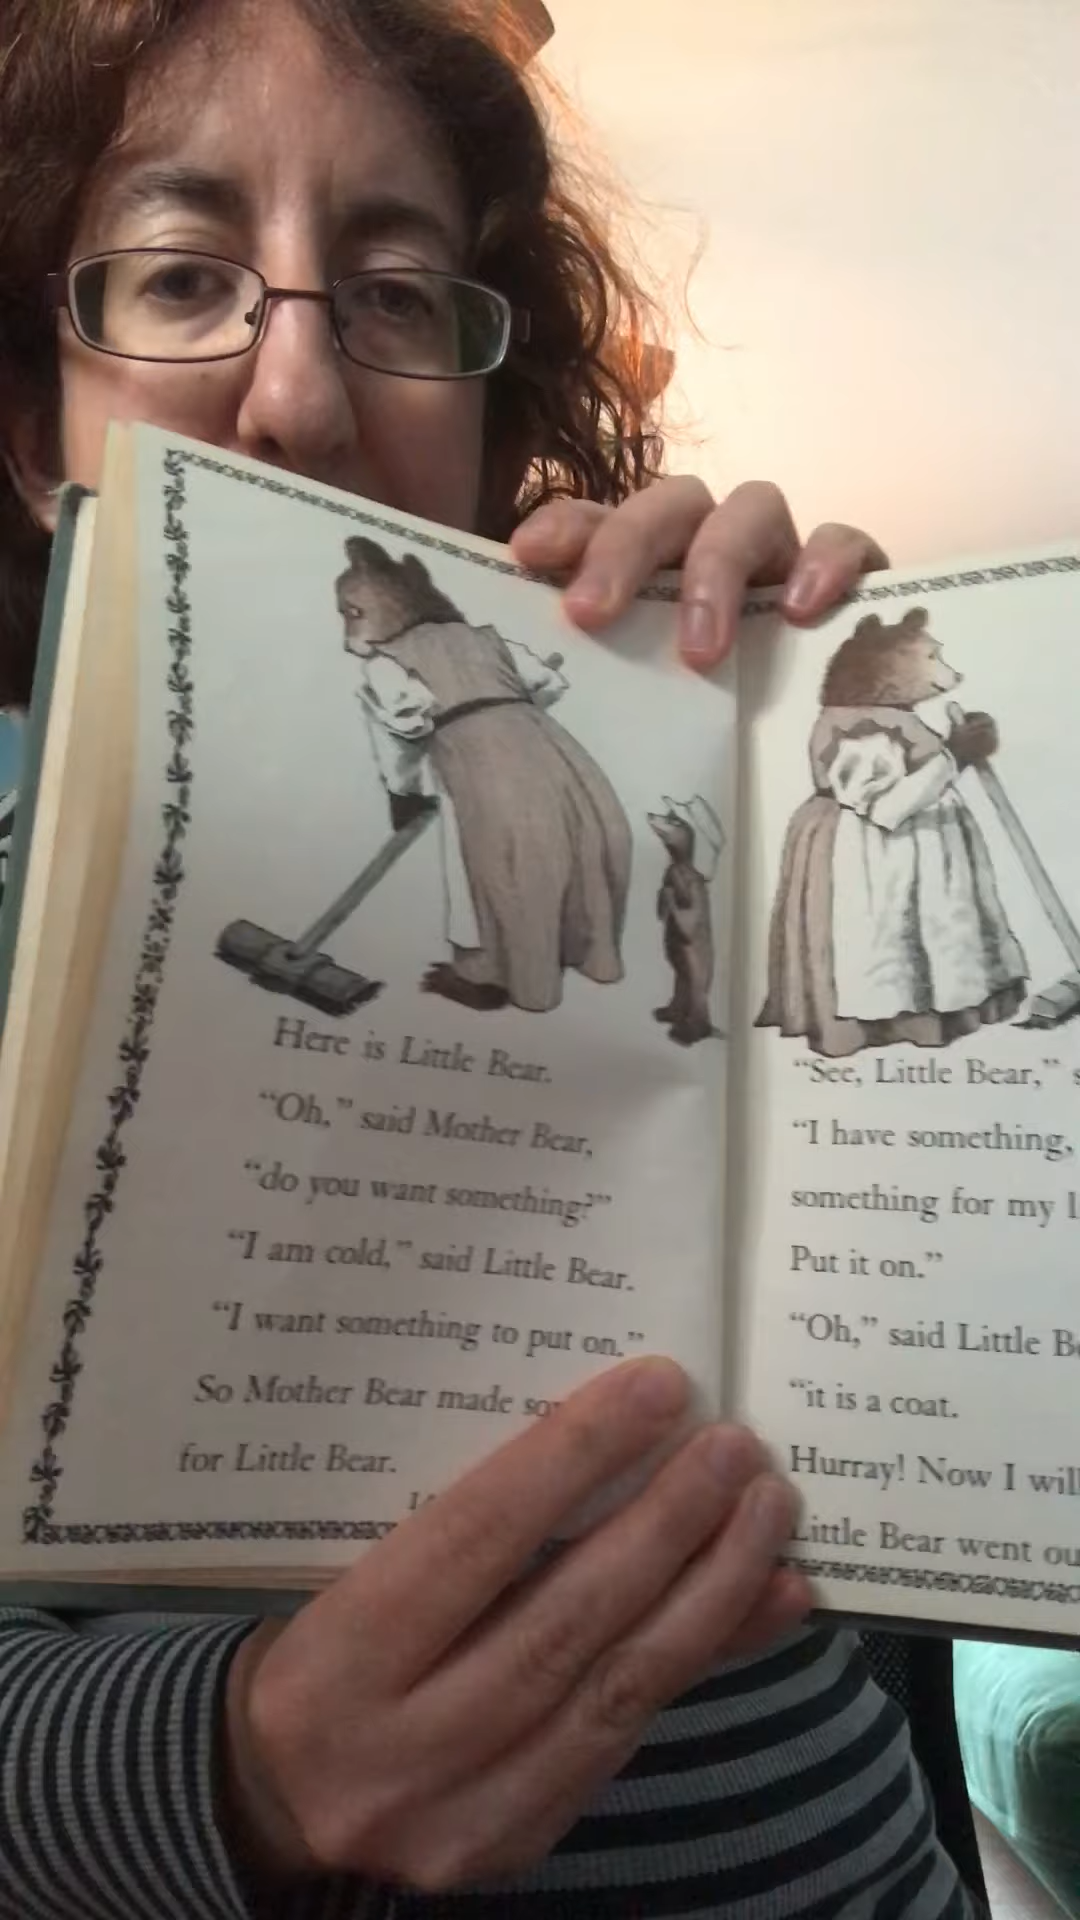 Here is Little Bear.
“Oh,” said Mother Bear,
“do you want something?”
“I am cold,” said Little Bear.
“I want something to put on.”
So Mother Bear made
for Little Bear.
“See, Little Bear,”
“I have something,
something for my
Put it on.”
“Oh,” said Little
“it is a coat.
Hurray! Now I will
Little Bear went